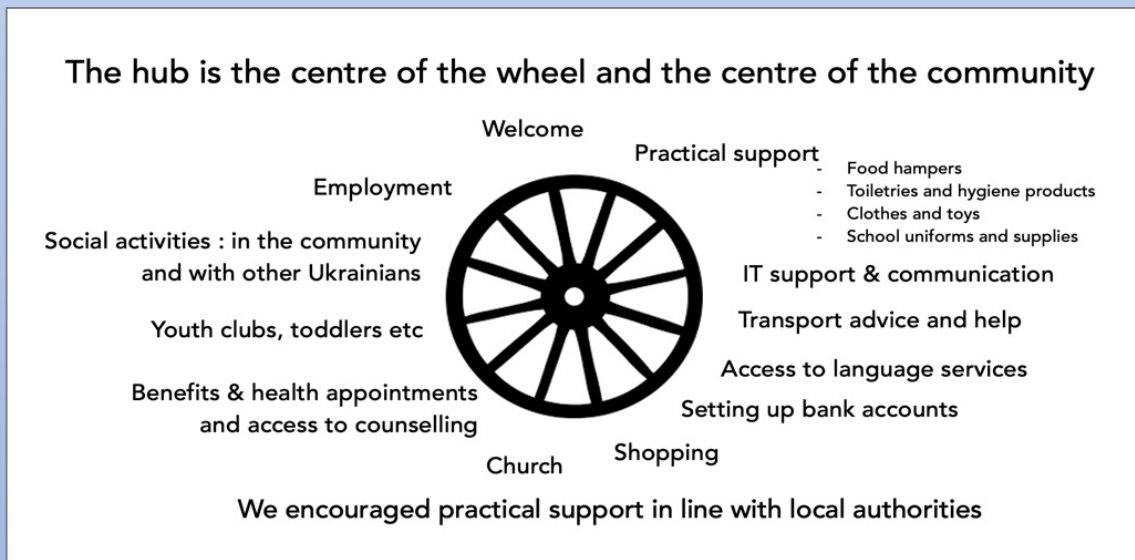 The hub is the centre of the wheel and the centre of the community
Welcome
Practical support
- Food hampers
- Toiletries and hygiene products
- Clothes and toys
- School uniforms and supplies
IT support & communication
Transport advice and help
Access to language services
Setting up bank accounts
Shopping
Church
Benefits & health appointments
and access to counselling
Youth clubs, toddlers etc
Social activities : in the community
and with other Ukrainians
Employment
We encouraged practical support in line with local authorities